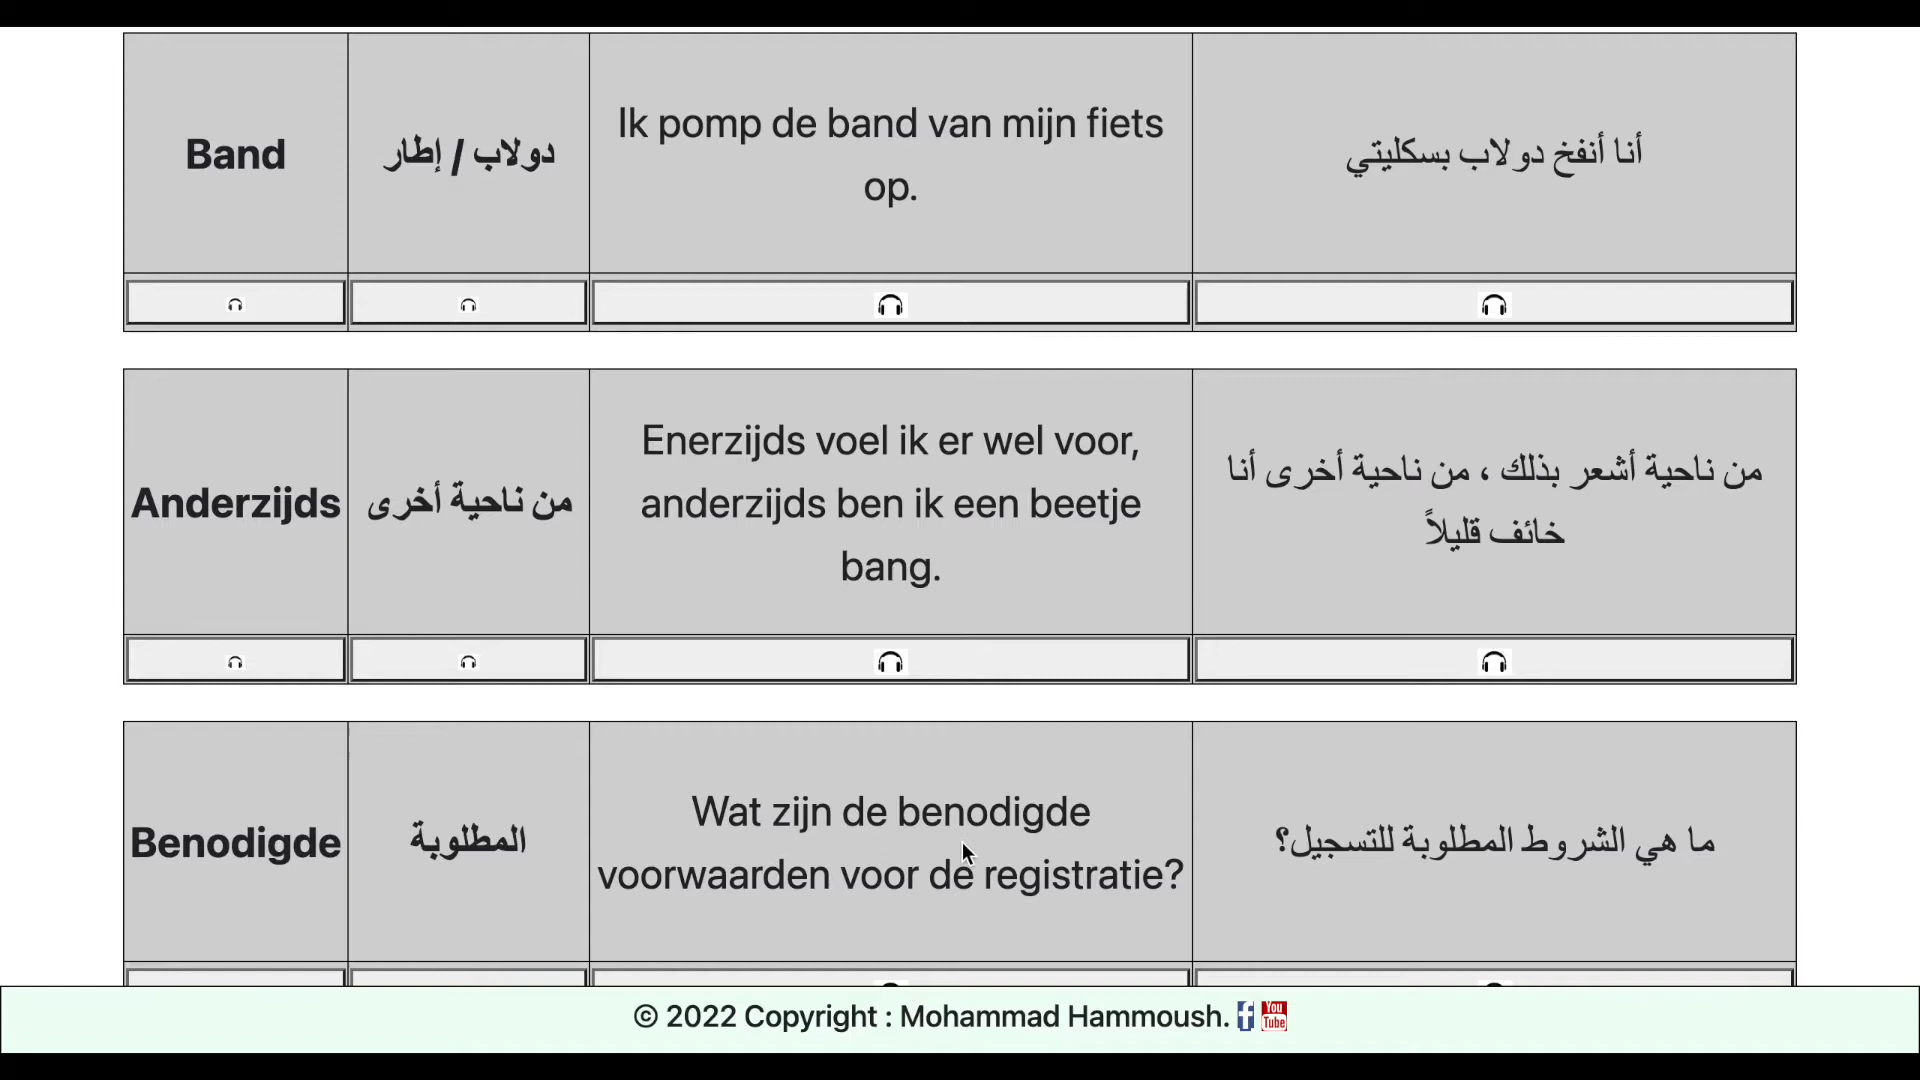 Band
دولاب / إطار
Ik pomp de band van mijn fiets
op.
أنا أنفخ دولاب بسكليتي
Anderzijds
من ناحية أخرى
Enerzijds voel ik er wel voor,
anderzijds ben ik een beetje
bang.
من ناحية أشعر بذلك ، من ناحية أخرى أنا
خائف قليلاً
Benodigde
المطلوبة
Wat zijn de benodigde
voorwaarden voor de registratie?
ما هي الشروط المطلوبة للتسجيل؟
© 2022 Copyright : Mohammad Hammoush. f You Tube